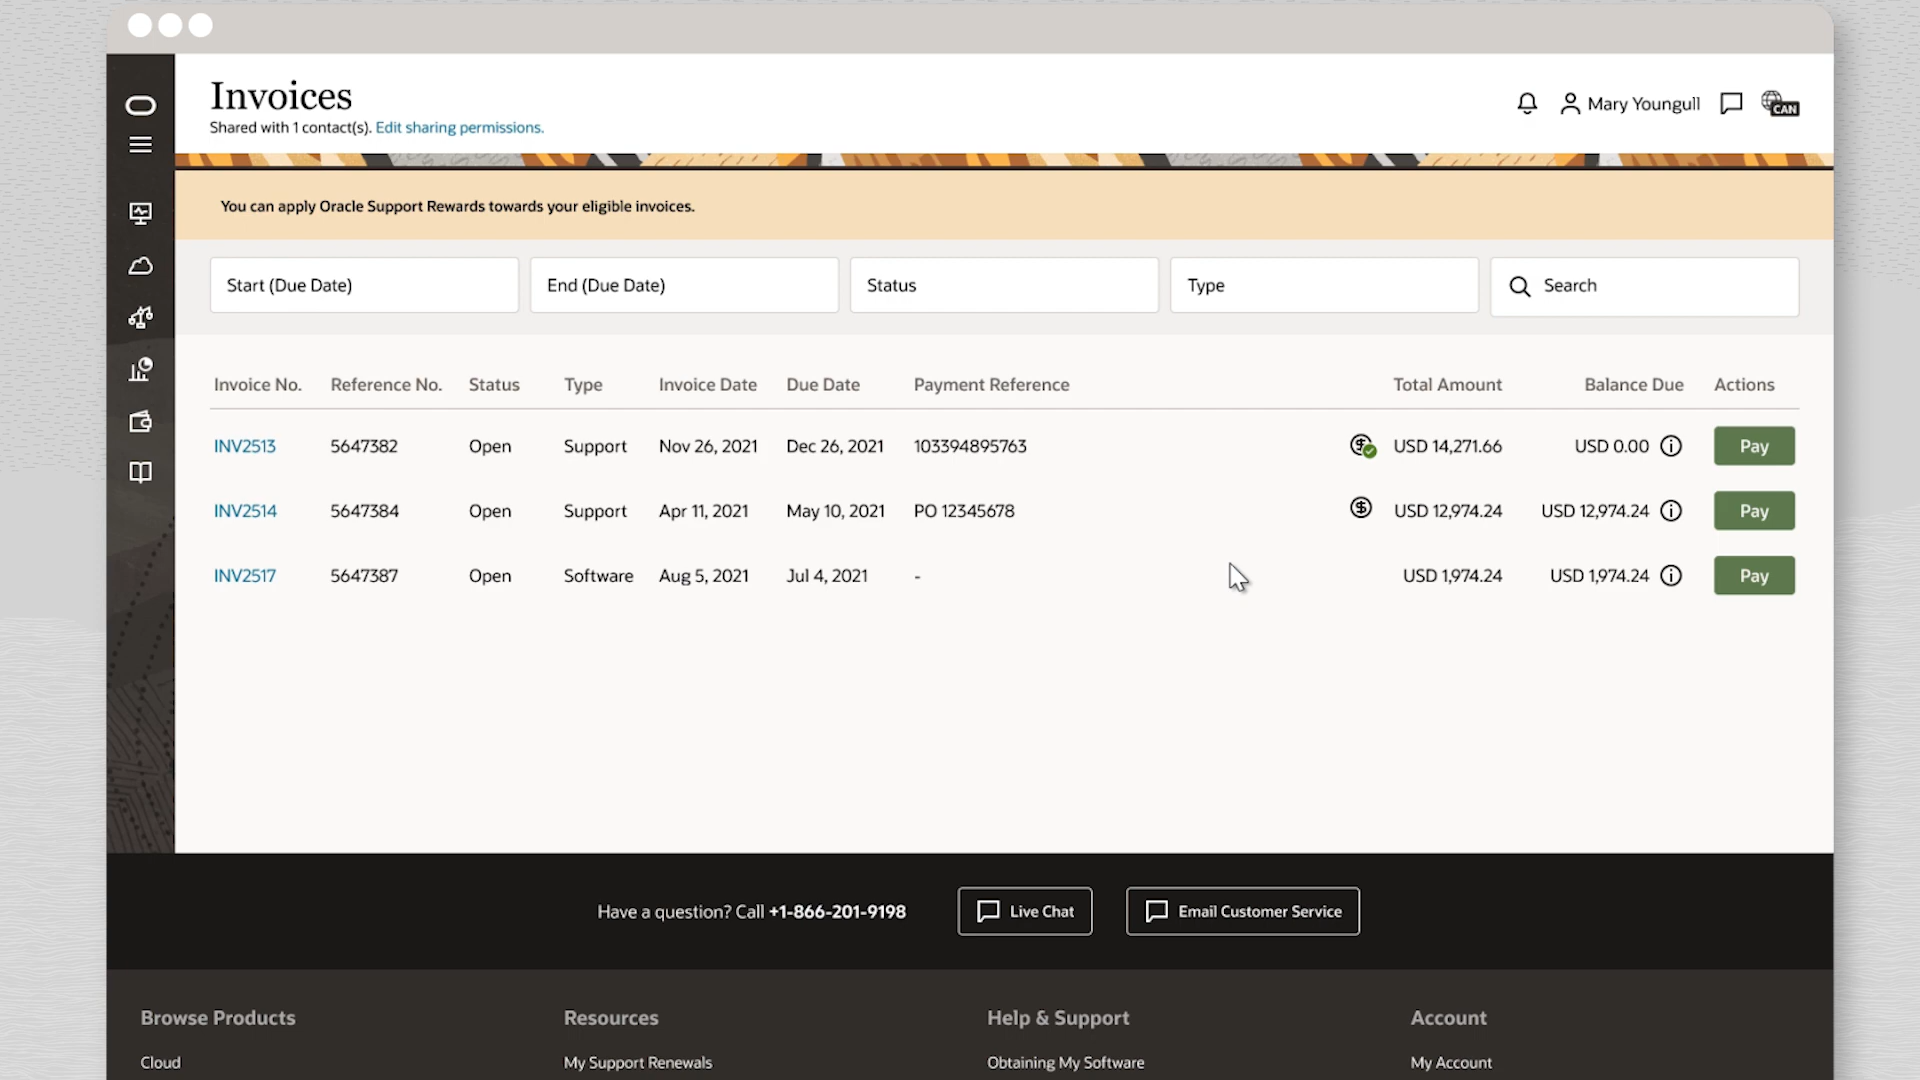 Invoices
Shared with 1 contact(s). Edit sharing permissions.
Mary Youngull
CAN
You can apply Oracle Support Rewards towards your eligible invoices.
Start (Due Date) End (Due Date) Status Type Search
Invoice No. Reference No. Status Type Invoice Date Due Date Payment Reference Total Amount Balance Due Actions
INV2513 5647382 Open Support Nov 26, 2021 Dec 26, 2021 103394895763 USD 14,271.66 USD 0.00 Pay
INV2514 5647384 Open Support Apr 11, 2021 May 10, 2021 PO 12345678 USD 12,974.24 USD 12,974.24 Pay
INV2517 5647387 Open Software Aug 5, 2021 Jul 4, 2021 - USD 1,974.24 USD 1,974.24 Pay
Have a question? Call +1-866-201-9198 Live Chat Email Customer Service
Browse Products Resources Help & Support Account
Cloud My Support Renewals Obtaining My Software My Account